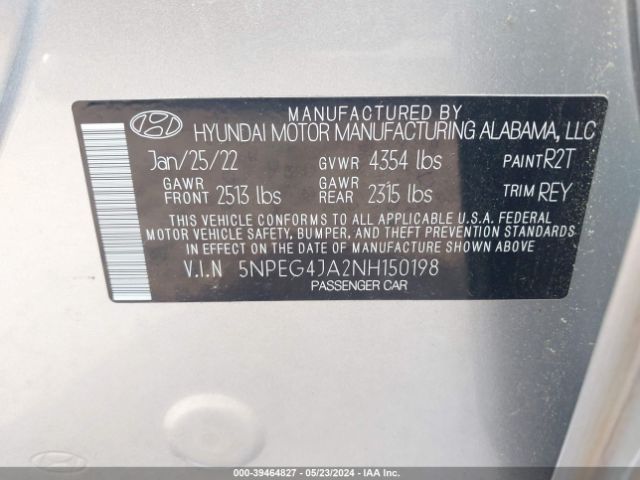 MANUFACTURED BY
HYUNDAI MOTOR MANUFACTURING ALABAMA, LLC
Jan/25/22 GVWR 4354 lbs PAINT R2T
GAWR FRONT 2513 lbs GAWR REAR 2315 lbs TRIM REY
THIS VEHICLE CONFORMS TO ALL APPLICABLE U.S.A. FEDERAL
MOTOR VEHICLE SAFETY, BUMPER, AND THEFT PREVENTION
STANDARDS IN EFFECT ON THE DATE OF MANUFACTURE SHOWN ABOVE.
V.I.N 5NPEG4JA2NH150198
PASSENGER CAR
000-39464827 - 05/23/2024 - IAAI.COM